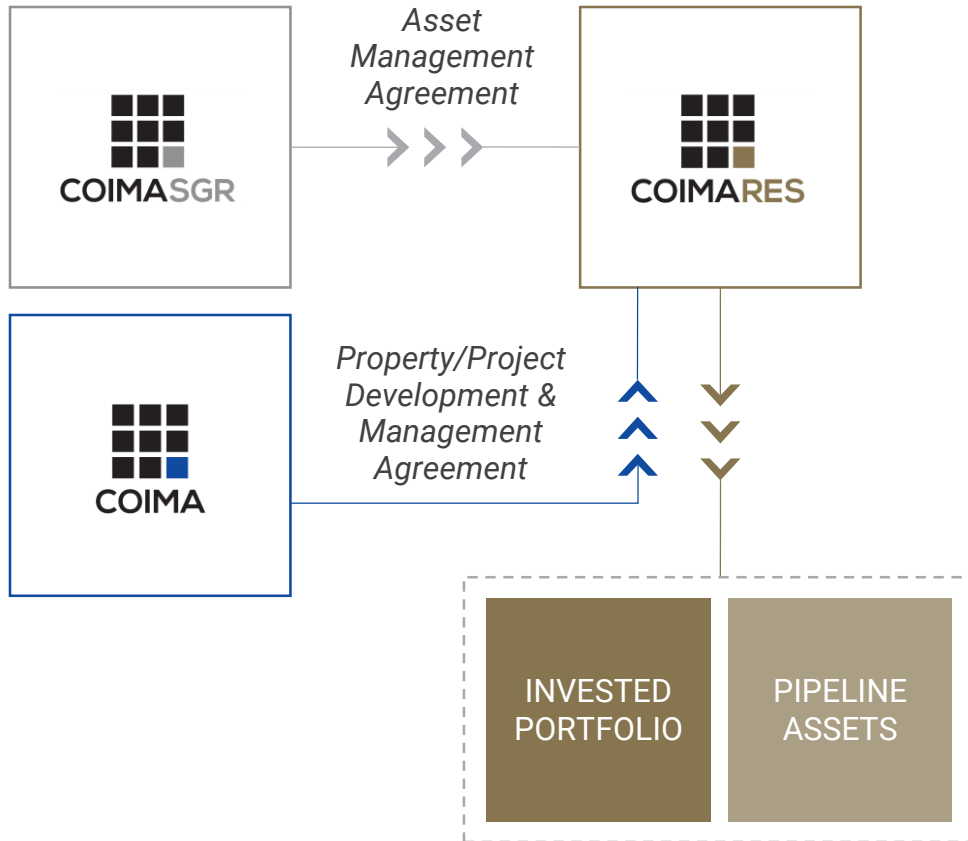 Asset
Management
Agreement
COIMASGR
COIMARES
Property/Project
Development &
Management
Agreement
COIMA
INVESTED
PORTFOLIO
PIPELINE
ASSETS